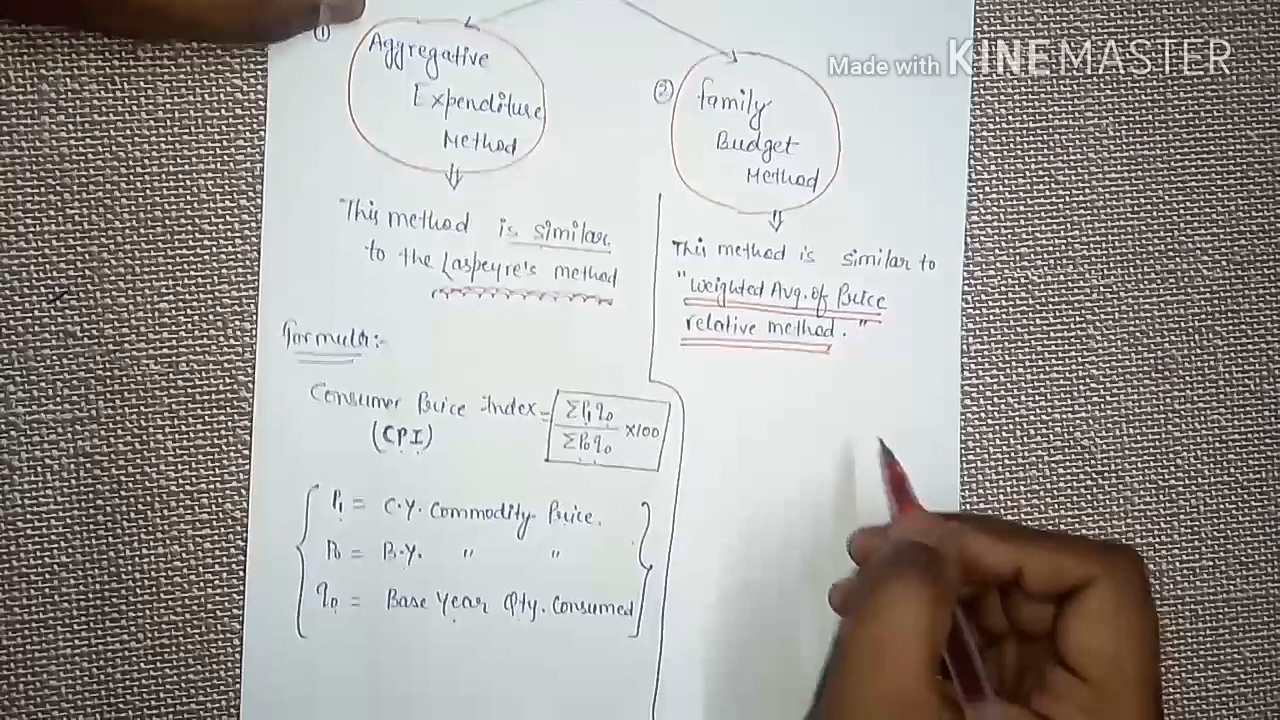 Made with KINEMASTER
①
Aggregative
Expenditure
Method
This method is similar
to the Laspeyre's method
Formula:-
Consumer Price Index = ΣP₁q₀ / ΣP₀q₀ ×100
(CPI)
P₁ = C.Y. Commodity Price.
P₀ = B.Y. " "
q₀ = Base Year Qty. Consumed
②
family
Budget
Method
This method is similar to
"Weighted Avg. of Price
relative method."